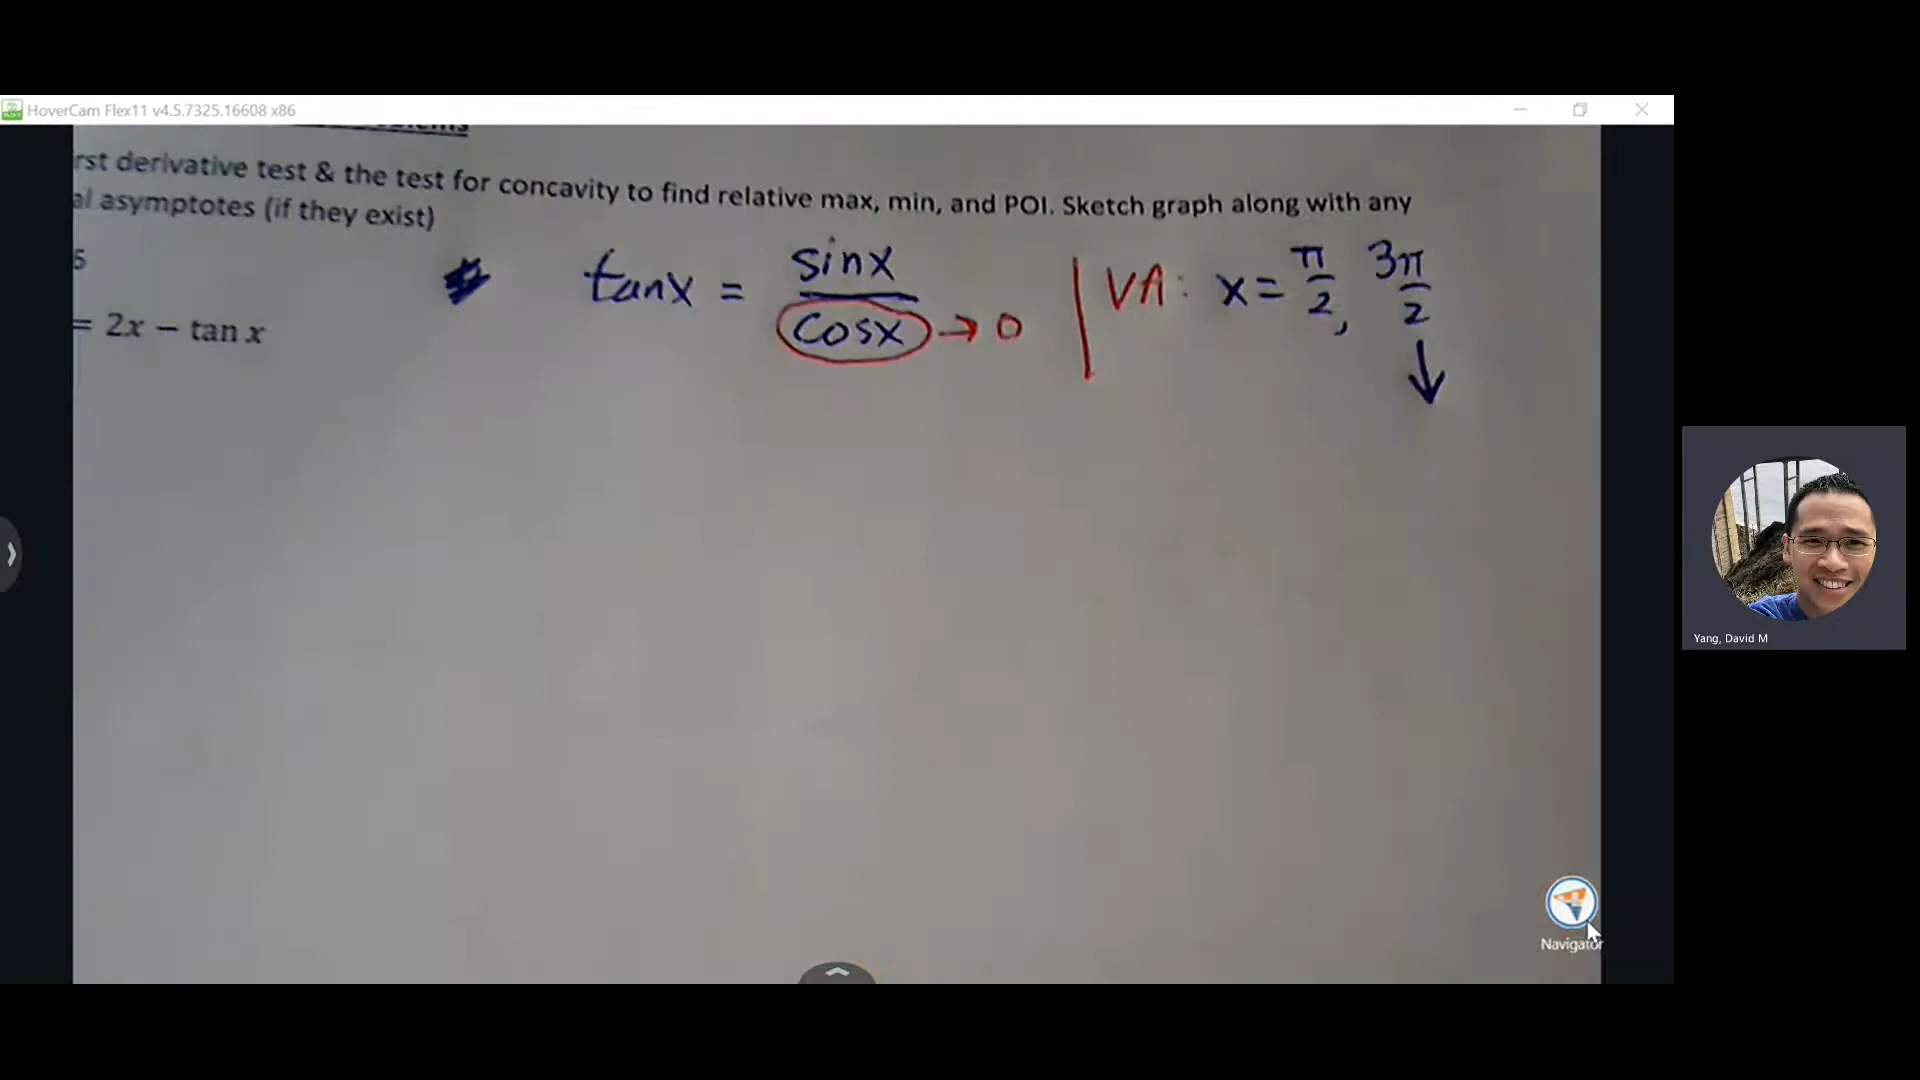 HoverCam Flex11 v4.5.7325.16608 x86
rst derivative test & the test for concavity to find relative max, min, and POI. Sketch graph along with any
al asymptotes (if they exist)
6
tanx = sinx / cosx → 0 | VA: x = π/2, 3π/2 ↓
= 2x − tan x
Yang, David M
Navigator